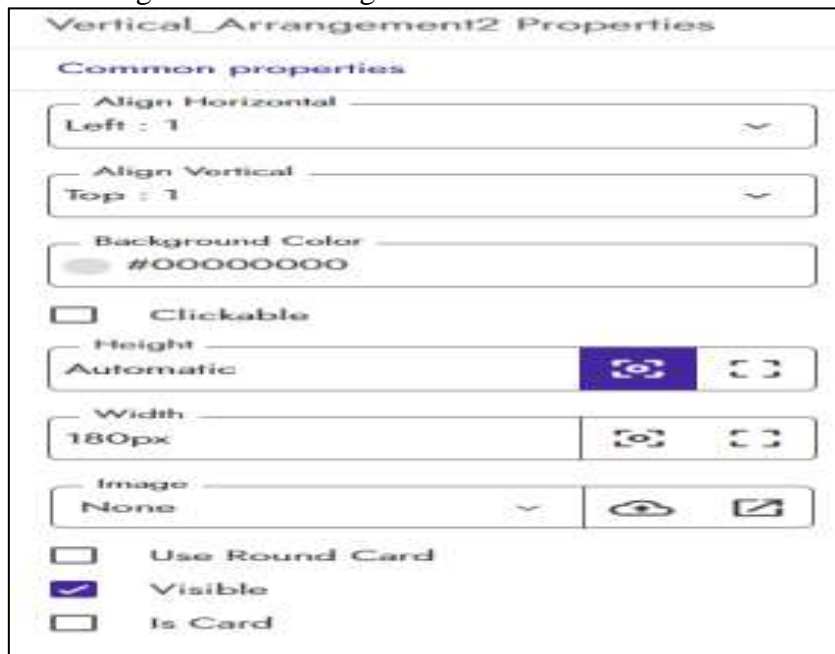 Vertical_Arrangement2 Properties
Common properties
Align Horizontal
Left : 1
Align Vertical
Top : 1
Background Color
#00000000
Clickable
Height
Automatic
Width
180px
Image
None
Use Round Card
Visible
Is Card